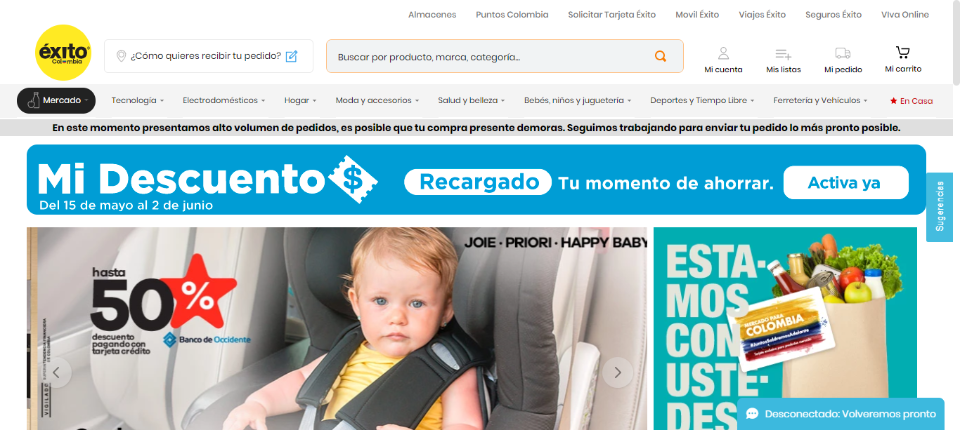 Almacenes Puntos Colombia Solicitar Tarjeta Éxito Movil Éxito Viajes Éxito Seguros Éxito VIva Online
éxito
Colombia
¿Cómo quieres recibir tu pedido?
Buscar por producto, marca, categoría...
Mi cuenta Mis listas Mi pedido Mi carrito
Mercado Tecnología Electrodomésticos Hogar Moda y accesorios Salud y belleza Bebés, niños y juguetería Deportes y Tiempo Libre Ferretería y Vehículos En Casa
En este momento presentamos alto volumen de pedidos, es posible que tu compra presente demoras. Seguimos trabajando para enviar tu pedido lo más pronto posible.
Mi Descuento $
Del 15 de mayo al 2 de junio
Recargado Tu momento de ahorrar. Activa ya
Sugerencias
JOIE · PRIORI · HAPPY BABY
hasta
50%
descuento
pagando con
tarjeta crédito
Banco de Occidente
VIGILADO
ESTA-
MOS
CON
USTE-
DES
MERCADO PARA
COLOMBIA
Desconectado: Volveremos pronto